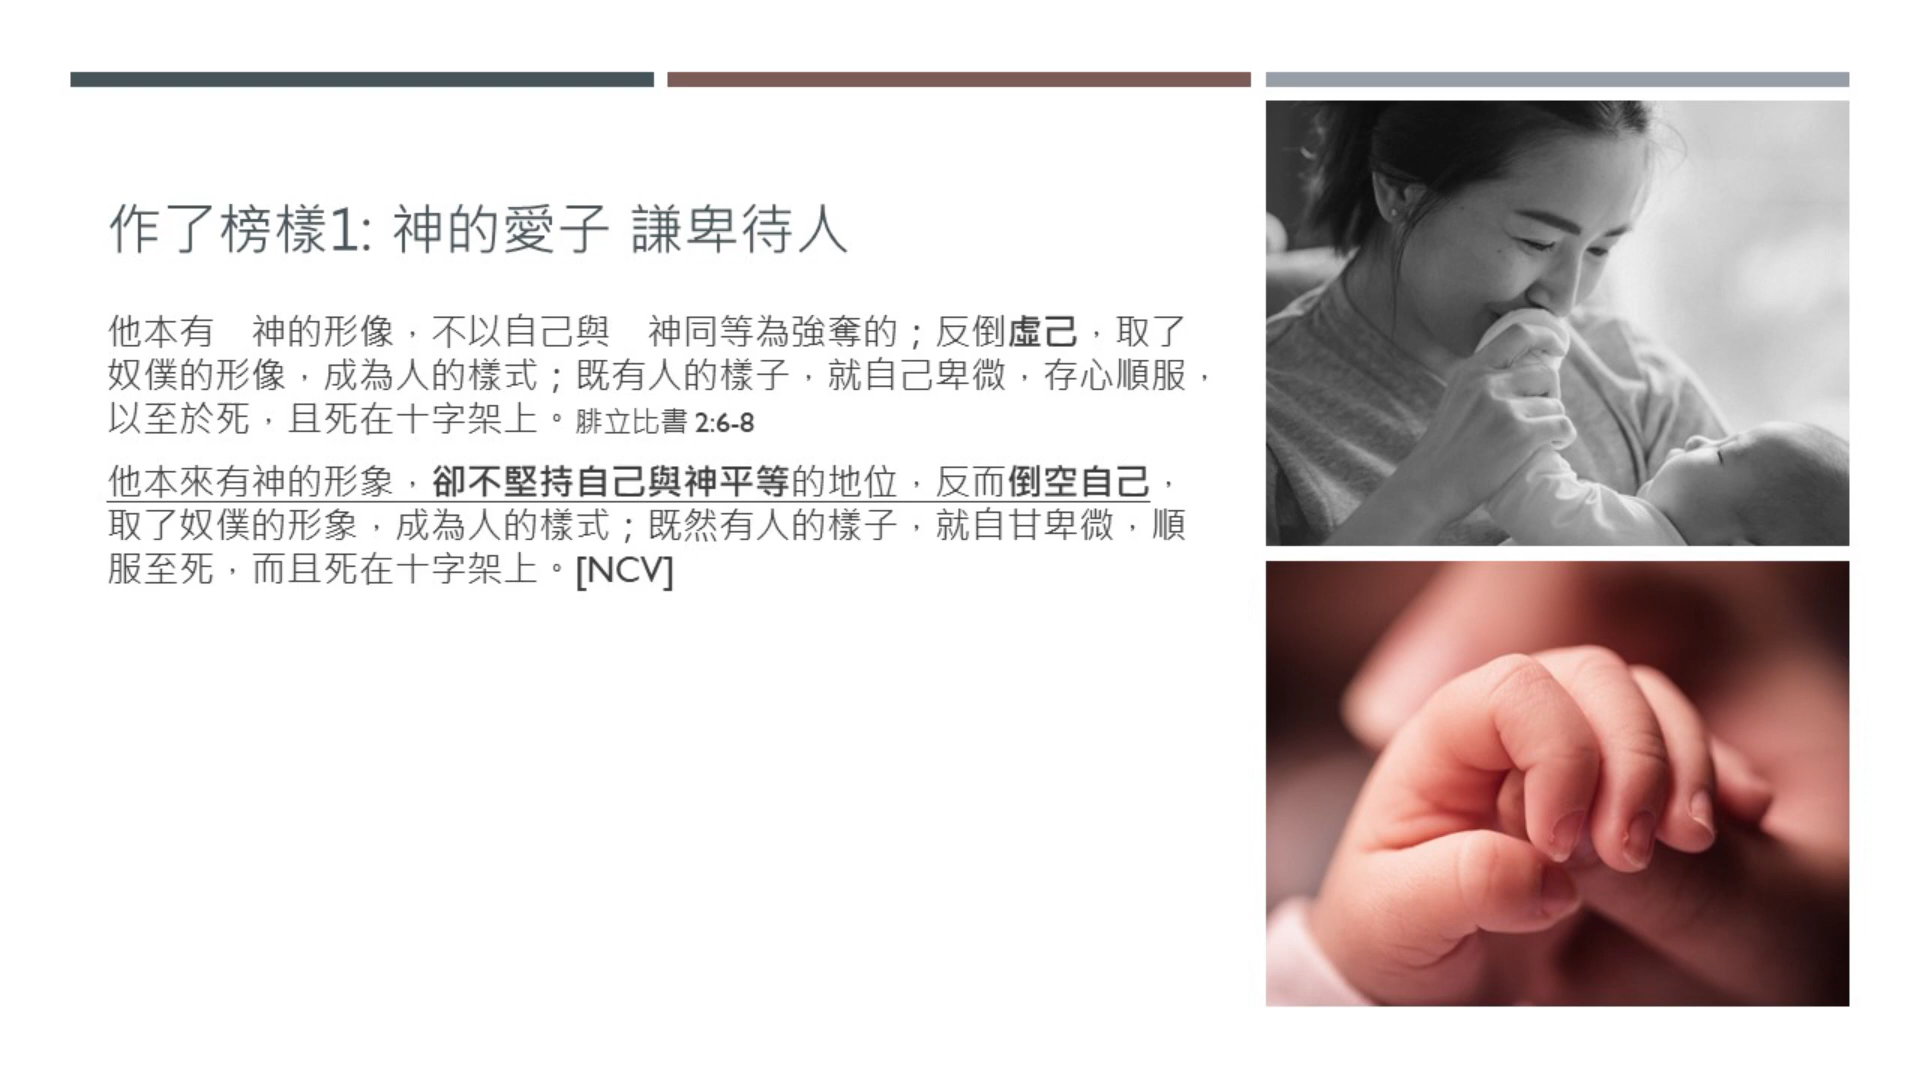 作了榜樣1: 神的愛子 謙卑待人
他本有　神的形像，不以自己與　神同等為強奪的；反倒虛己，取了
奴僕的形像，成為人的樣式；既有人的樣子，就自己卑微，存心順服，
以至於死，且死在十字架上。腓立比書 2:6-8
他本來有神的形象，卻不堅持自己與神平等的地位，反而倒空自己，
取了奴僕的形象，成為人的樣式；既然有人的樣子，就自甘卑微，順
服至死，而且死在十字架上。[NCV]